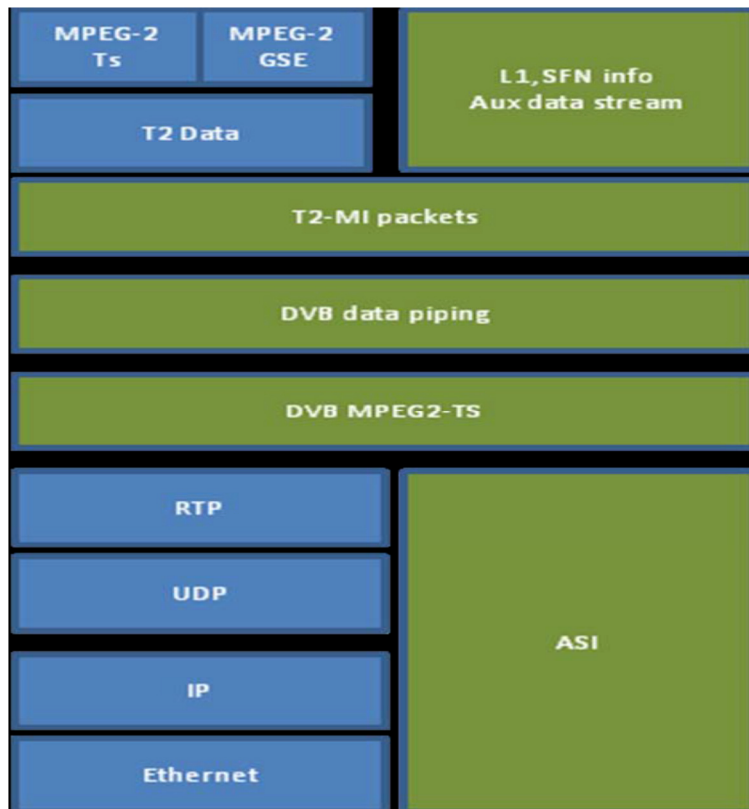 MPEG-2
Ts
MPEG-2
GSE
L1,SFN info
Aux data stream
T2 Data
T2-MI packets
DVB data piping
DVB MPEG2-TS
RTP
UDP
ASI
IP
Ethernet